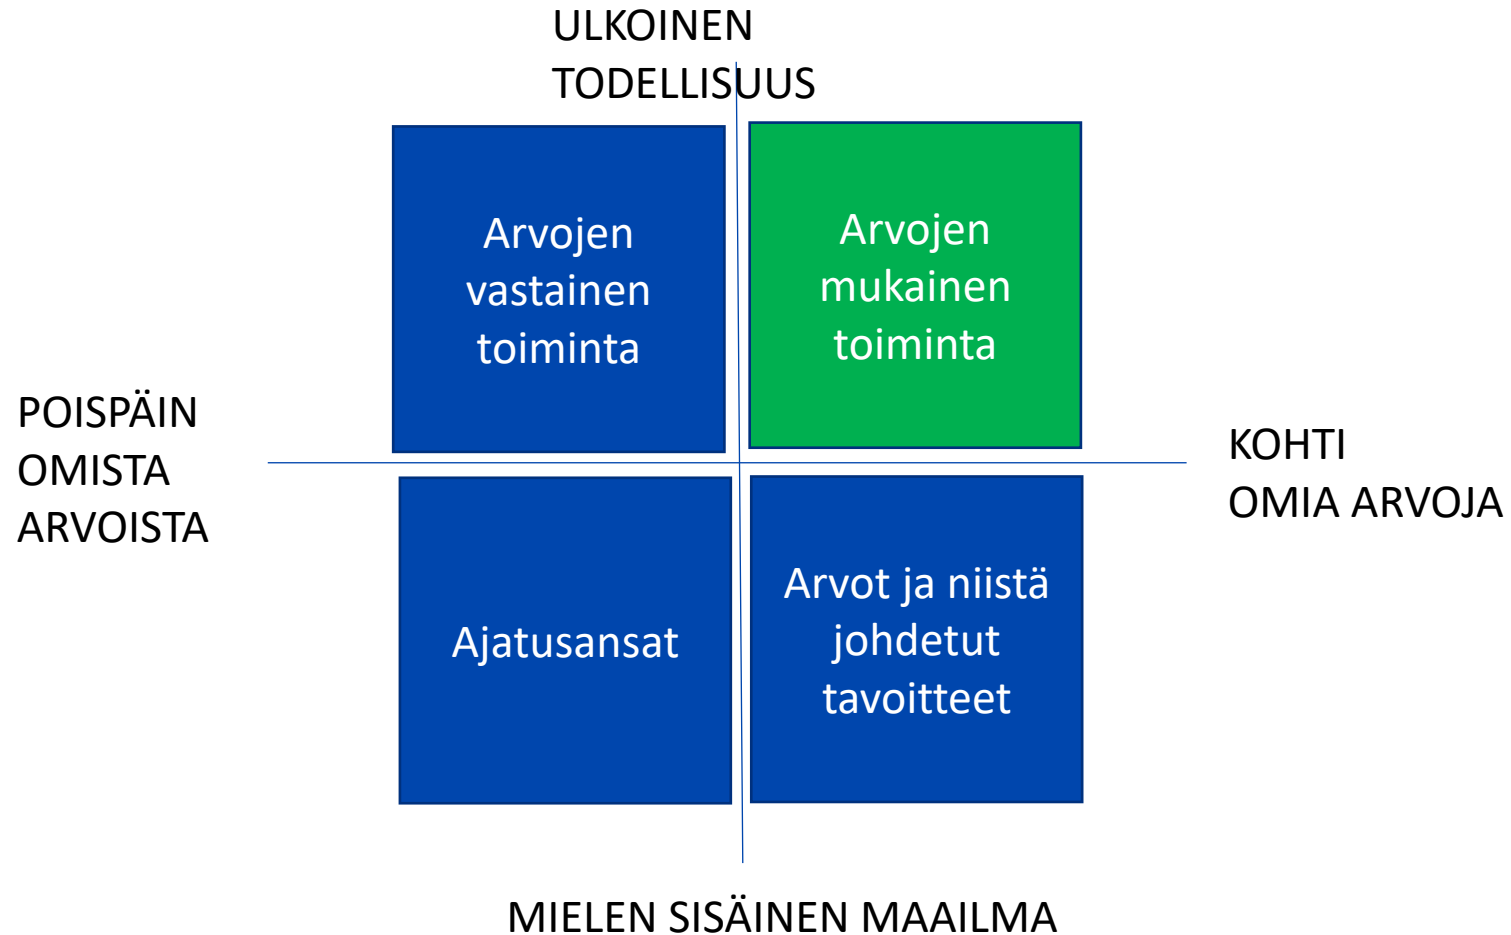 ULKOINEN
TODELLISUUS
Arvojen
vastainen
toiminta
Arvojen
mukainen
toiminta
POISPÄIN
OMISTA
ARVOISTA
KOHTI
OMIA ARVOJA
Ajatusansat
Arvot ja niistä
johdetut
tavoitteet
MIELEN SISÄINEN MAAILMA